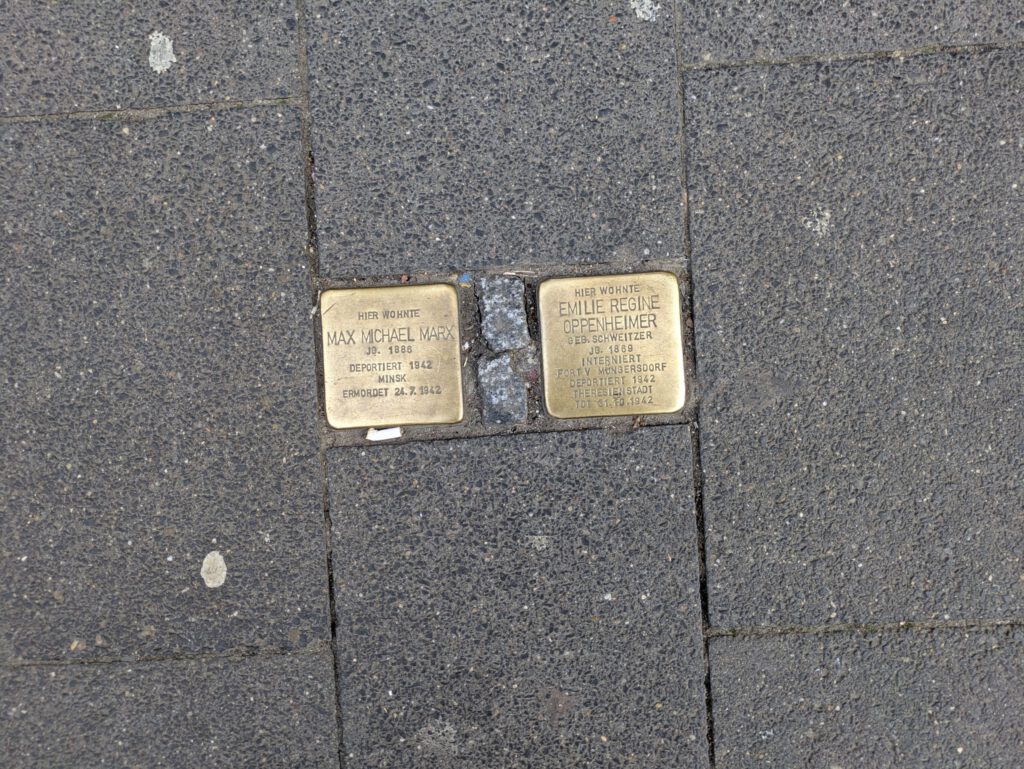 HIER WOHNTE
MAX MICHAEL MARX
JG. 1886
DEPORTIERT 1942
MINSK
ERMORDET 24.7.1942
HIER WOHNTE
EMILIE REGINE
OPPENHEIMER
GEB. SCHWEITZER
JG. 1869
INTERNIERT
FORT V MÜNGERSDORF
DEPORTIERT 1942
THERESIENSTADT
TOT 31.10.1942